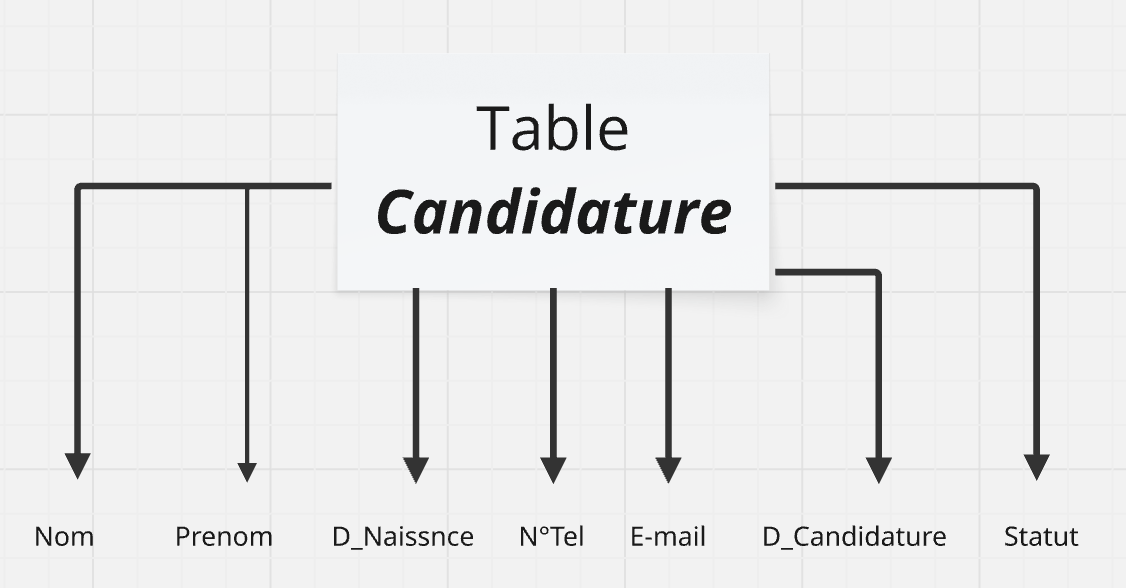 Table
Candidature
Nom Prenom D_Naissnce N°Tel E-mail D_Candidature Statut